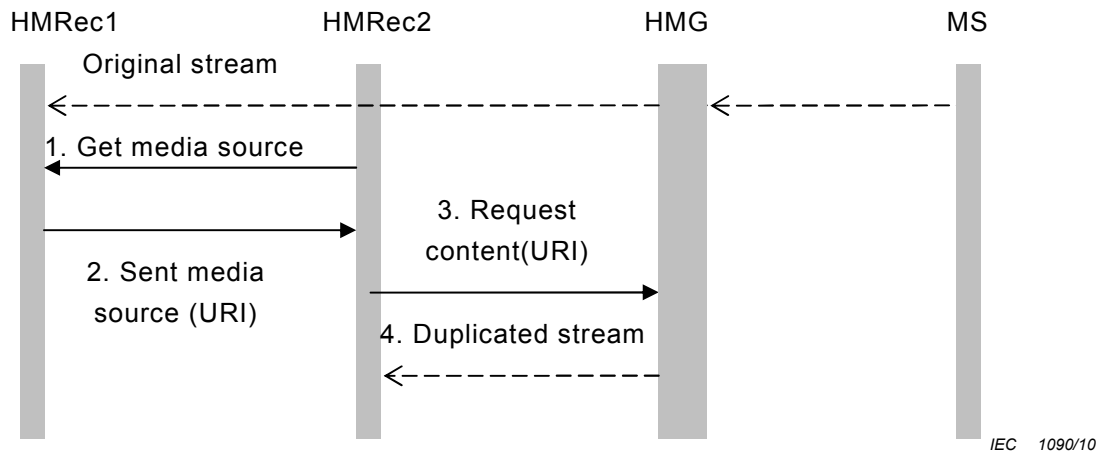 HMRec1 HMRec2 HMG MS
Original stream
1. Get media source
3. Request
content(URI)
2. Sent media
source (URI)
4. Duplicated stream
IEC 1090/10